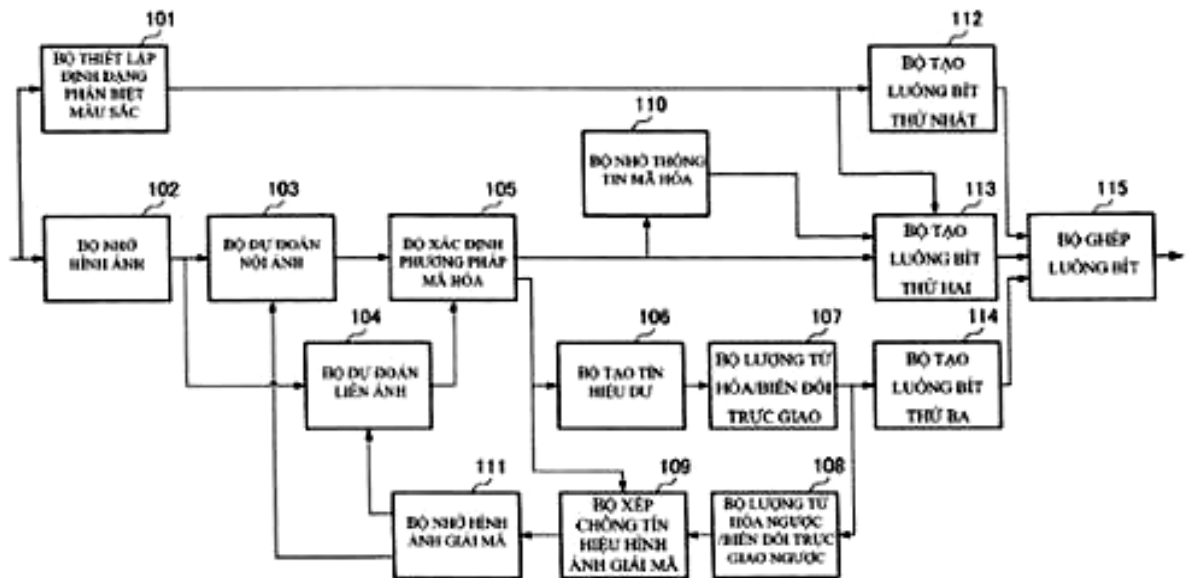 101
BỘ THIẾT LẬP
ĐỊNH DẠNG
PHÂN BIỆT
MÀU SẮC
112
BỘ TẠO
LUỒNG BÍT
THỨ NHẤT
110
BỘ NHỚ THÔNG
TIN MÃ HÓA
102
BỘ NHỚ
HÌNH ẢNH
103
BỘ DỰ ĐOÁN
NỘI ẢNH
105
BỘ XÁC ĐỊNH
PHƯƠNG PHÁP
MÃ HÓA
113
BỘ TẠO
LUỒNG BÍT
THỨ HAI
115
BỘ GHÉP
LUỒNG BÍT
104
BỘ DỰ ĐOÁN
LIÊN ẢNH
106
BỘ TẠO TÍN
HIỆU DƯ
107
BỘ LƯỢNG TỬ
HÓA/BIẾN ĐỔI
TRỰC GIAO
114
BỘ TẠO
LUỒNG BÍT
THỨ BA
111
BỘ NHỚ HÌNH
ẢNH GIẢI MÃ
109
BỘ XẾP
CHỒNG TÍN
HIỆU HÌNH
ẢNH GIẢI MÃ
108
BỘ LƯỢNG TỬ
HÓA NGƯỢC
/BIẾN ĐỔI TRỰC
GIAO NGƯỢC